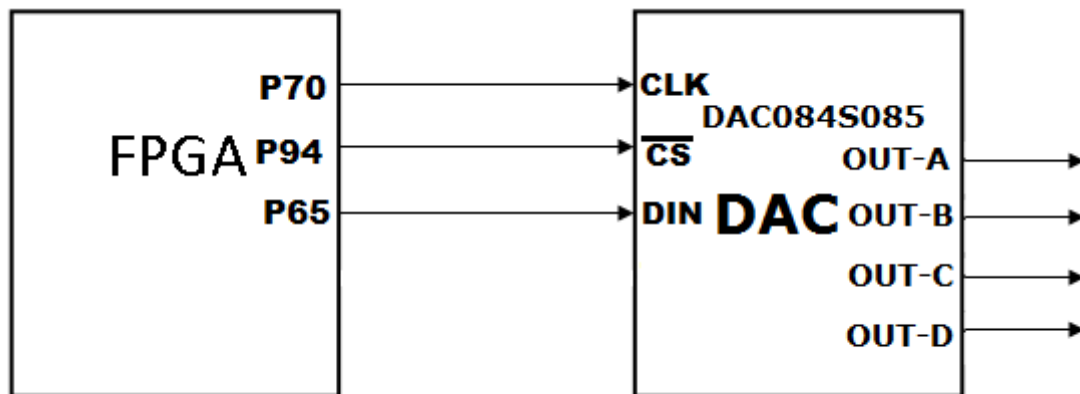 FPGA
P70
P94
P65
CLK
CS
DIN
DAC084S085
DAC
OUT-A
OUT-B
OUT-C
OUT-D